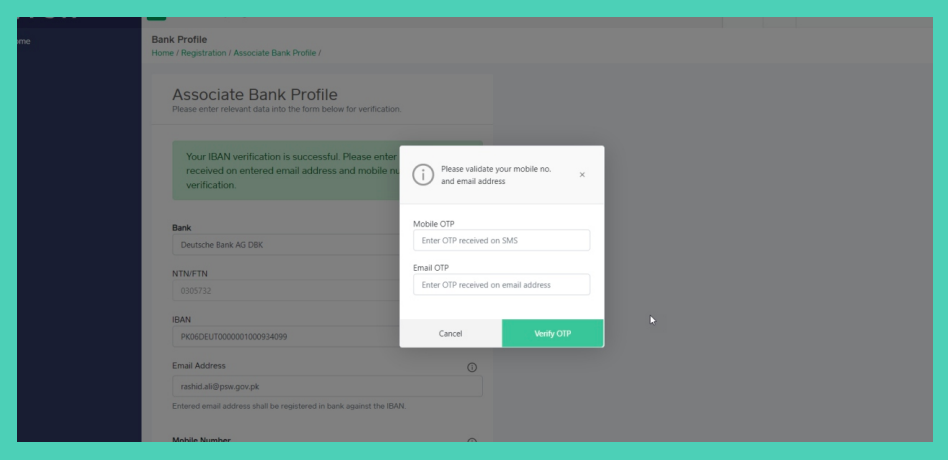 ome
Bank Profile
Home / Registration / Associate Bank Profile /
Associate Bank Profile
Please enter relevant data into the form below for verification.
Your IBAN verification is successful. Please enter
received on entered email address and mobile nu
verification.
Bank
Deutsche Bank AG DBK
NTN/FTN
0305732
IBAN
PK06DEUT0000001000934099
Email Address
rashid.ali@psw.gov.pk
Entered email address shall be registered in bank against the IBAN.
Mobile Number
Please validate your mobile no.
and email address
×
Mobile OTP
Enter OTP received on SMS
Email OTP
Enter OTP received on email address
Cancel
Verify OTP